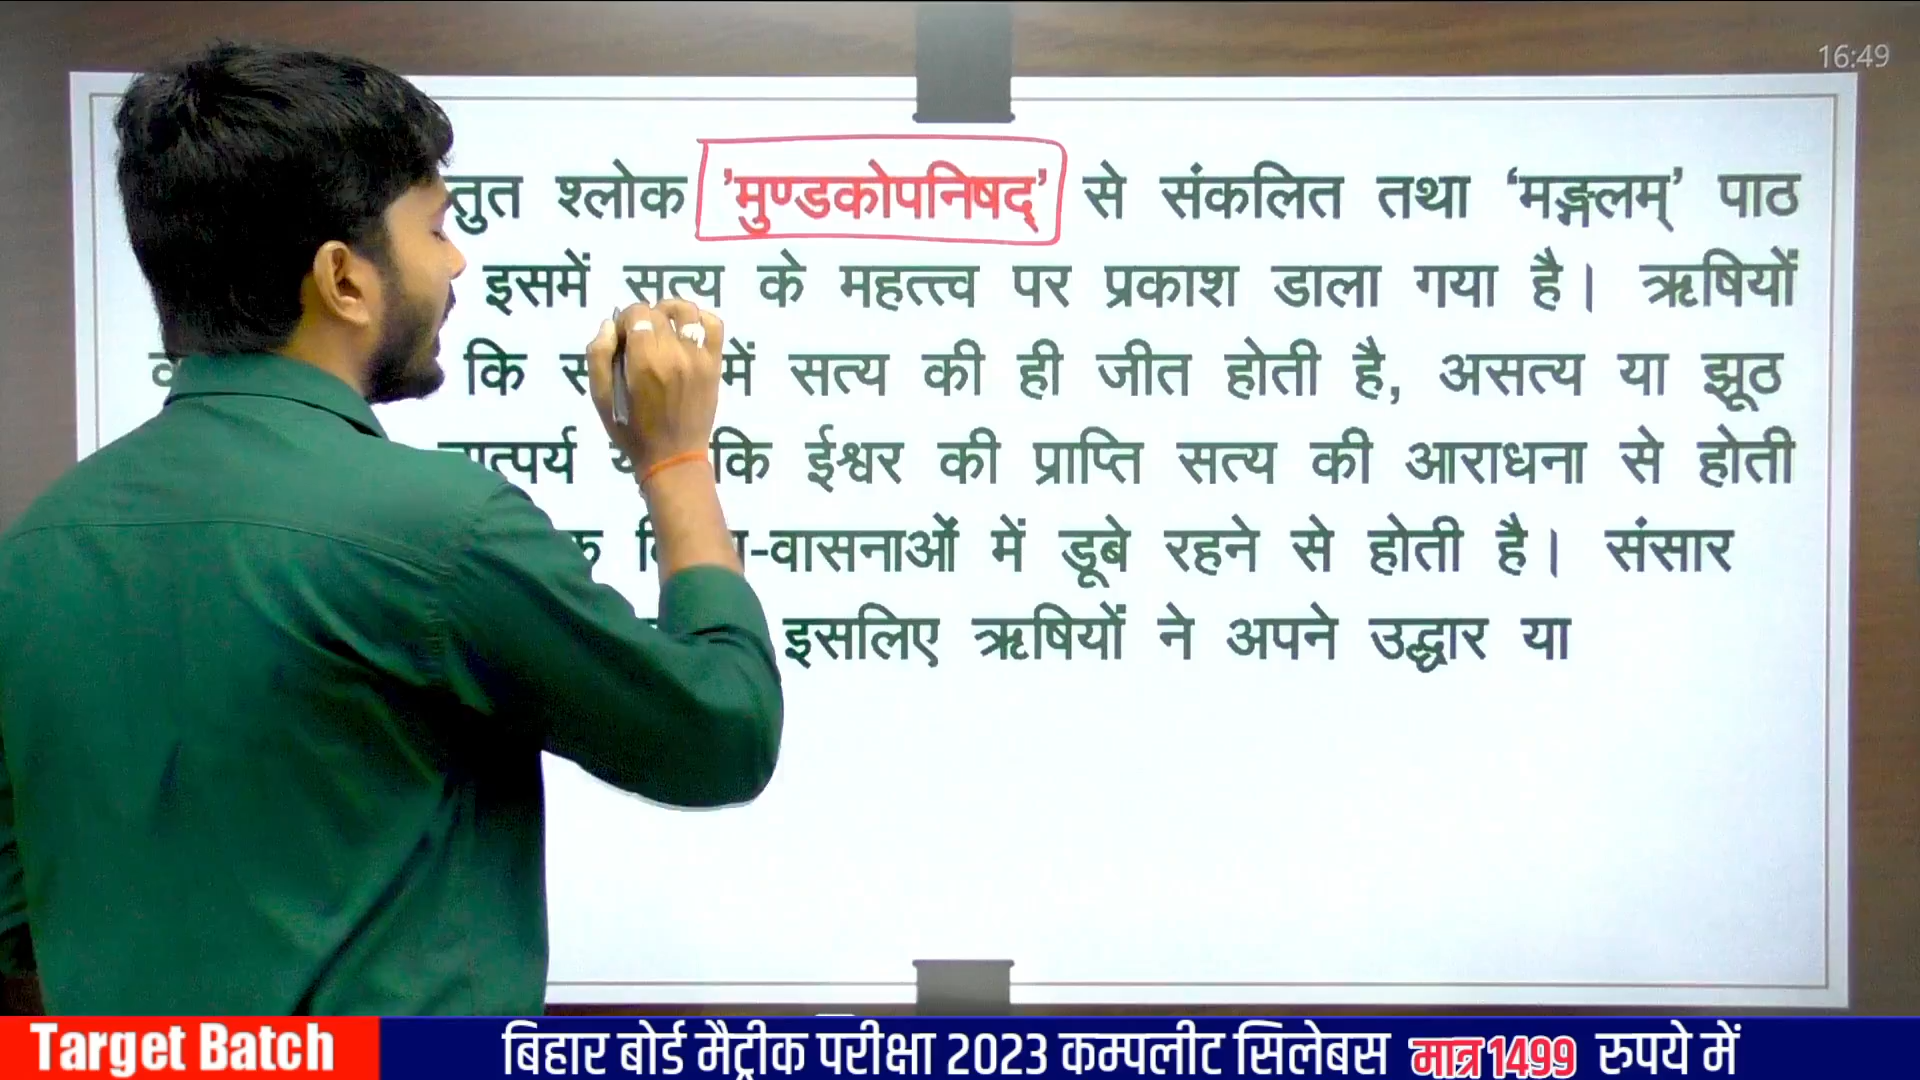 16:49
श्लोक 'मुण्डकोपनिषद्' से संकलित तथा ‘मङ्गलम्’ पाठ
इसमें सत्य के महत्त्व पर प्रकाश डाला गया है। ऋषियों
कि में सत्य की ही जीत होती है, असत्य या झूठ
कि ईश्वर की प्राप्ति सत्य की आराधना से होती
-वासनाओं में डूबे रहने से होती है। संसार
इसलिए ऋषियों ने अपने उद्धार या
Target Batch बिहार बोर्ड मैट्रीक परीक्षा 2023 कम्पलीट सिलेबस मात्र 1499 रुपये में